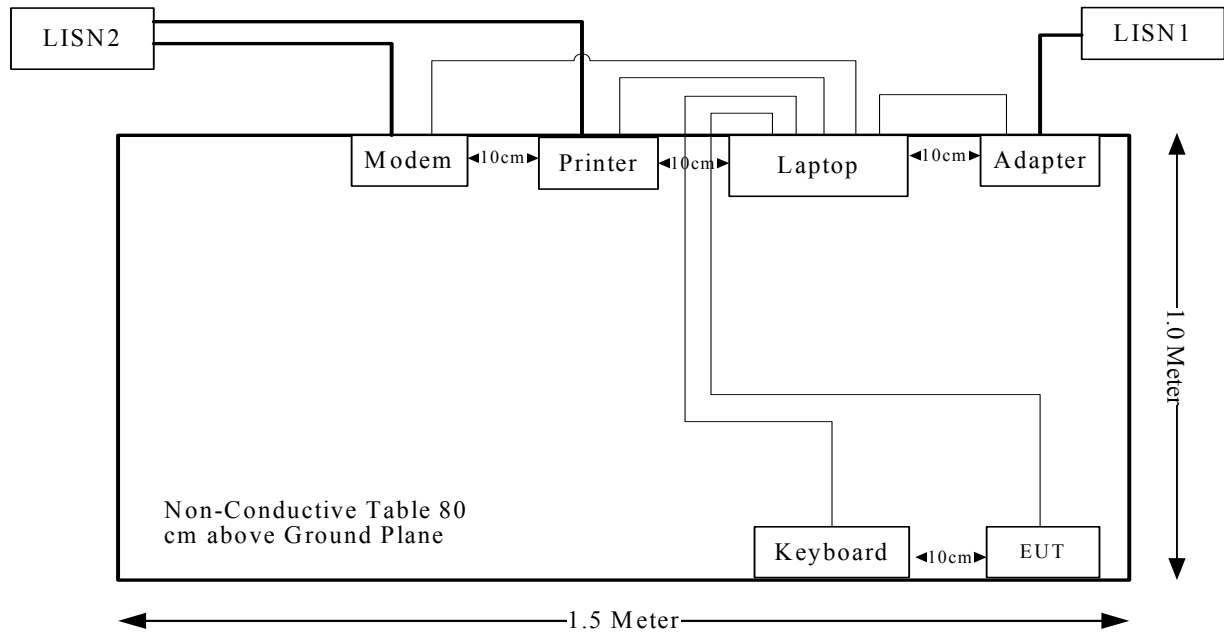 LISN2
LISN1
Modem
10cm
Printer
10cm
Laptop
10cm
Adapter
1.0 Meter
Non-Conductive Table 80
cm above Ground Plane
Keyboard
10cm
EUT
1.5 Meter